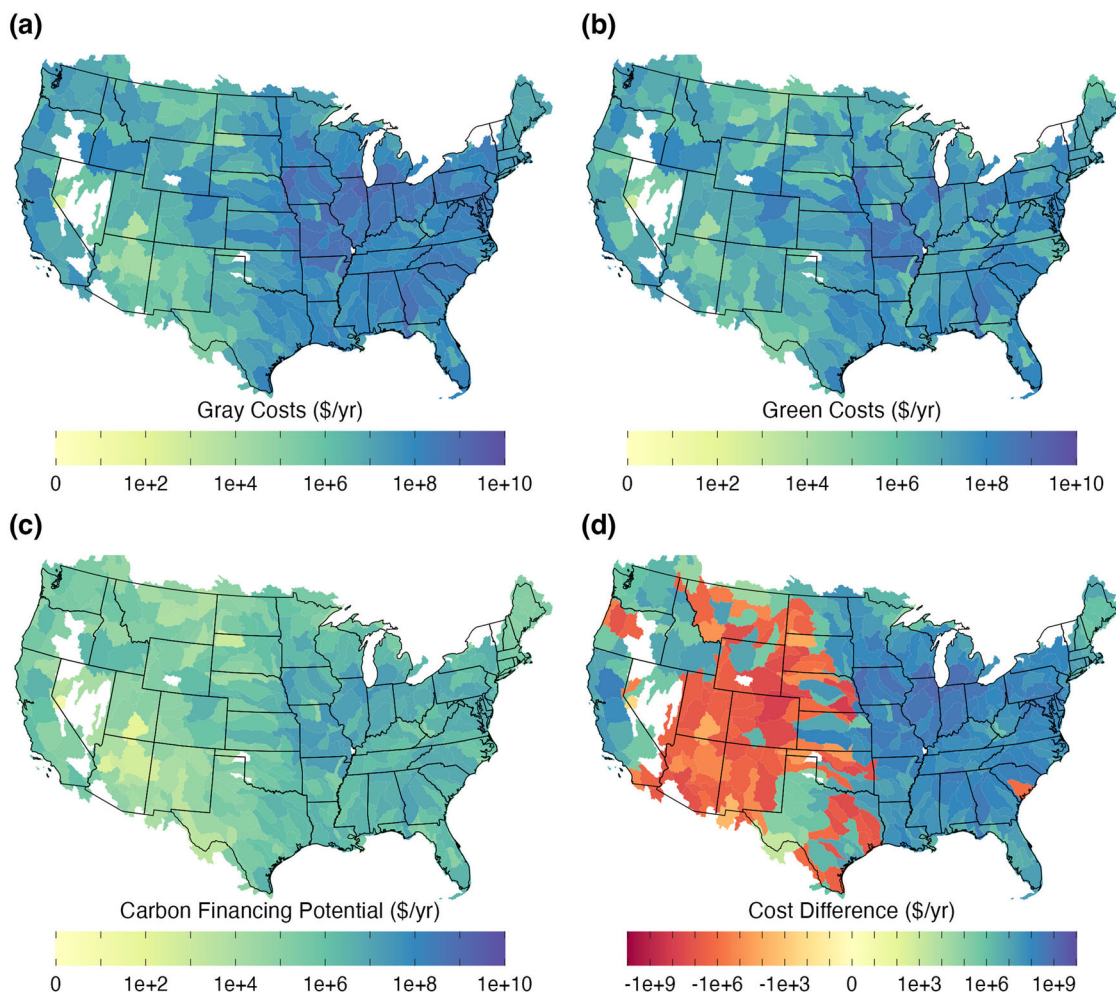 (a)
(b)
Gray Costs ($/yr)
Green Costs ($/yr)
0 1e+2 1e+4 1e+6 1e+8 1e+10
0 1e+2 1e+4 1e+6 1e+8 1e+10
(c)
(d)
Carbon Financing Potential ($/yr)
Cost Difference ($/yr)
0 1e+2 1e+4 1e+6 1e+8 1e+10
-1e+9 -1e+6 -1e+3 0 1e+3 1e+6 1e+9